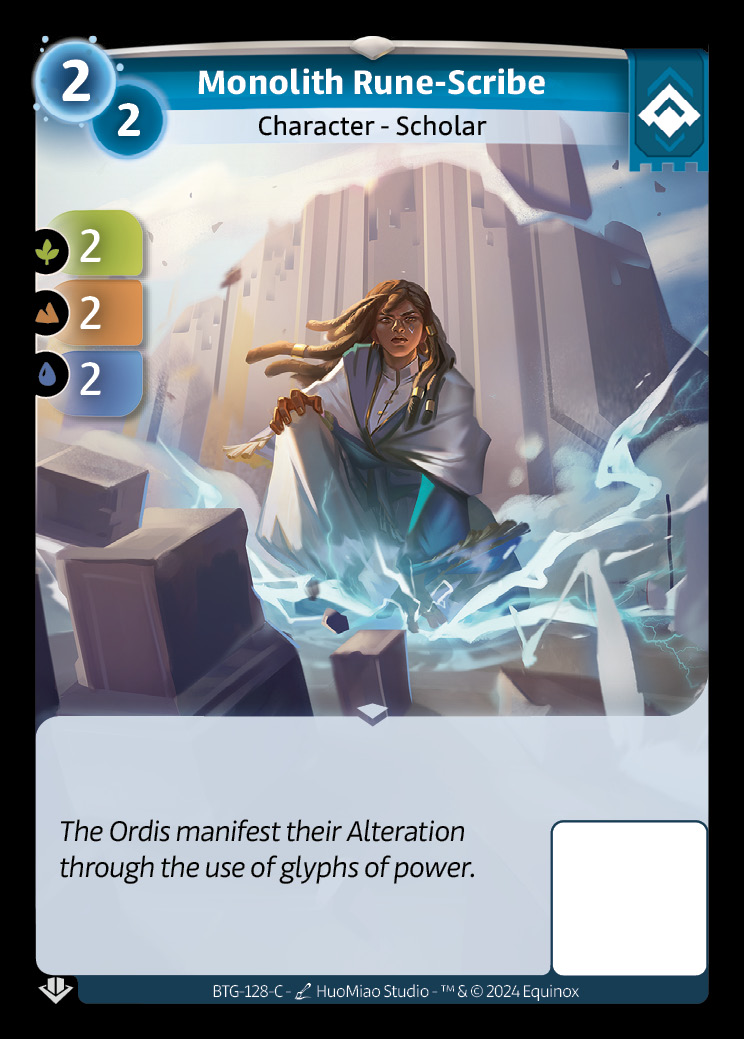 2
2
Monolith Rune-Scribe
Character - Scholar
2
2
2
The Ordis manifest their Alteration
through the use of glyphs of power.
BTG-128-C - HuoMiao Studio - ™ & © 2024 Equinox